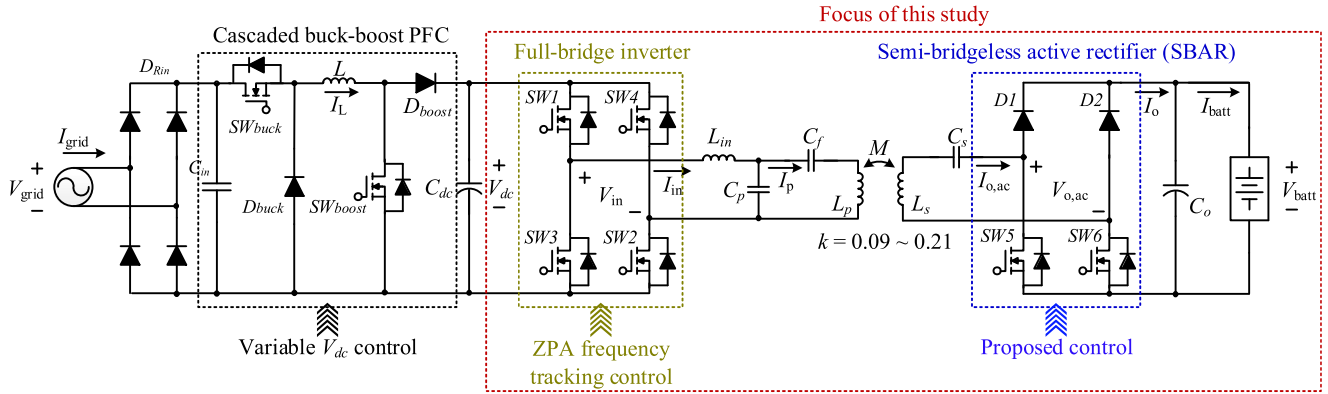 Focus of this study
Cascaded buck-boost PFC
Full-bridge inverter
Semi-bridgeless active rectifier (SBAR)
D_Rin
L
I_L
D_boost
SW_buck
SW1
SW4
D1
D2
I_o
I_batt
I_grid
V_grid
+
−
C_in
D_buck
SW_boost
C_dc
+
V_dc
−
+
V_in
−
I_in
L_in
C_p
I_p
C_f
M
L_p
L_s
C_s
I_o,ac
+
V_o,ac
−
C_o
+
V_batt
−
SW3
SW2
k = 0.09 ~ 0.21
SW5
SW6
Variable V_dc control
ZPA frequency
tracking control
Proposed control